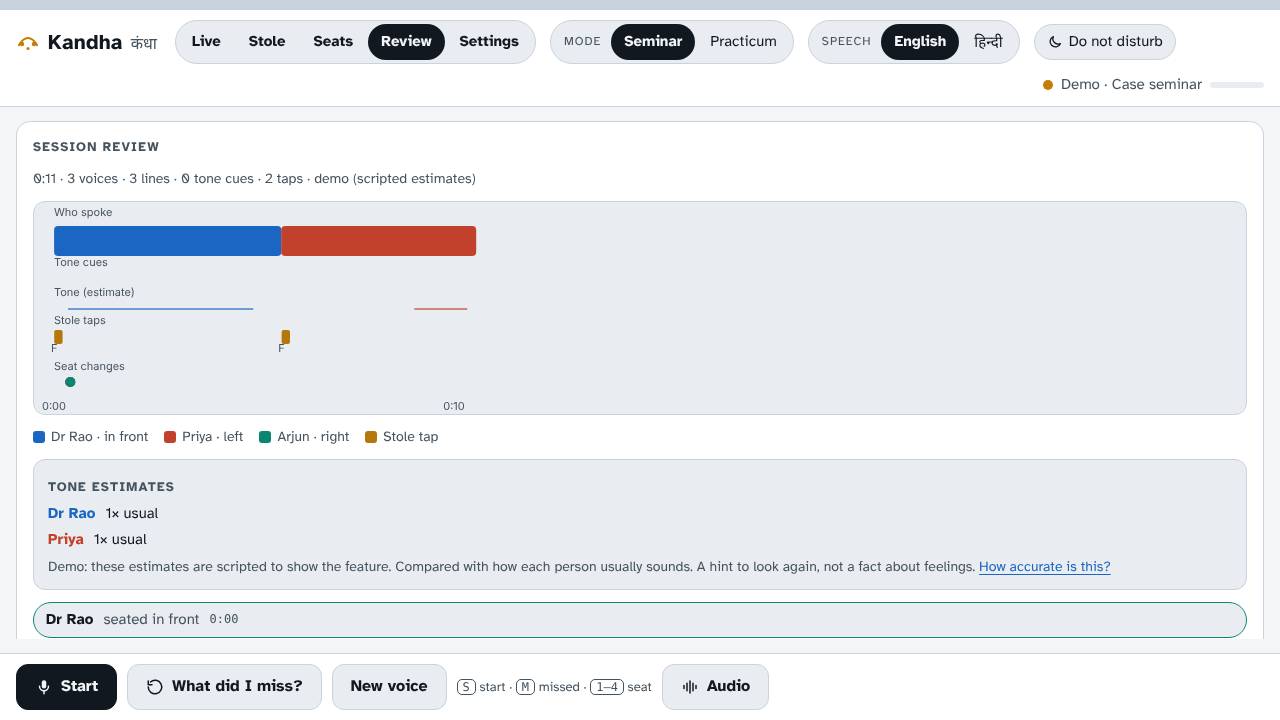 Kandha कंधा
Live Stole Seats Review Settings
MODE Seminar Practicum
SPEECH English हिन्दी
Do not disturb
Demo · Case seminar
SESSION REVIEW
0:11 · 3 voices · 3 lines · 0 tone cues · 2 taps · demo (scripted estimates)
Who spoke
Tone cues
Tone (estimate)
Stole taps
F F
Seat changes
0:00 0:10
Dr Rao · in front Priya · left Arjun · right Stole tap
TONE ESTIMATES
Dr Rao 1× usual
Priya 1× usual
Demo: these estimates are scripted to show the feature. Compared with how each person usually sounds. A hint to look again, not a fact about feelings. How accurate is this?
Dr Rao seated in front 0:00
Start What did I miss? New voice S start · M missed · 1–4 seat Audio